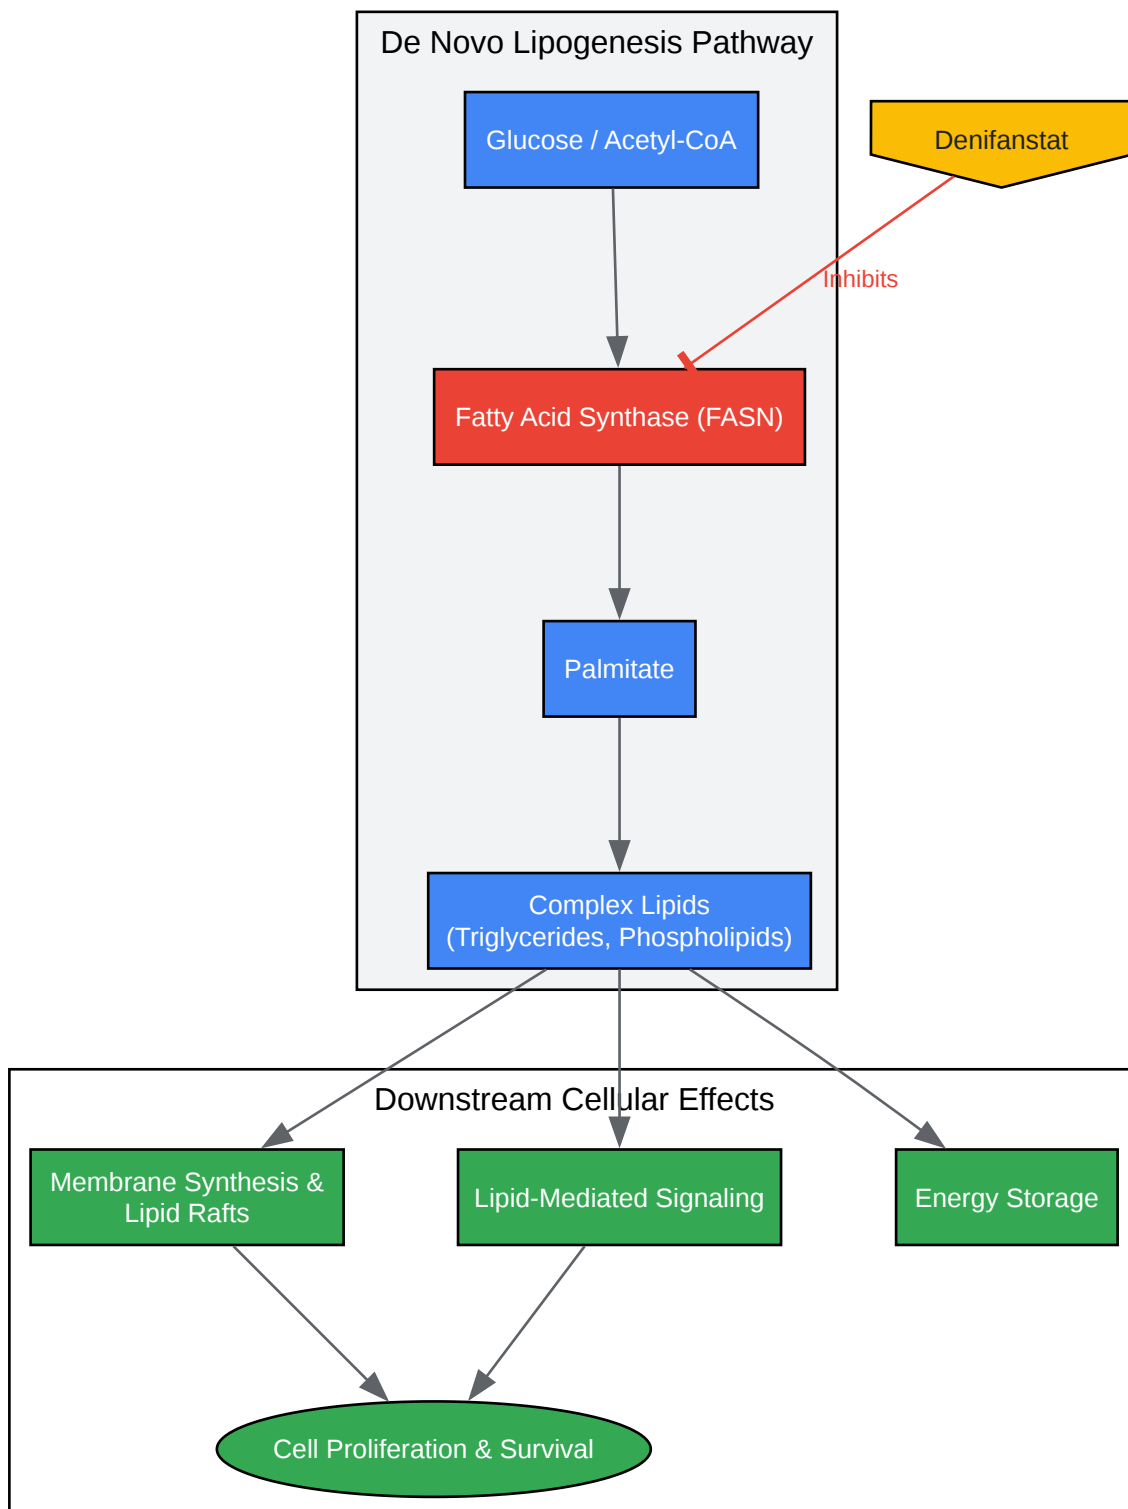 De Novo Lipogenesis Pathway
Glucose / Acetyl-CoA
Denifanstat
Inhibits
Fatty Acid Synthase (FASN)
Palmitate
Complex Lipids
(Triglycerides, Phospholipids)
Downstream Cellular Effects
Membrane Synthesis &
Lipid Rafts
Lipid-Mediated Signaling
Energy Storage
Cell Proliferation & Survival